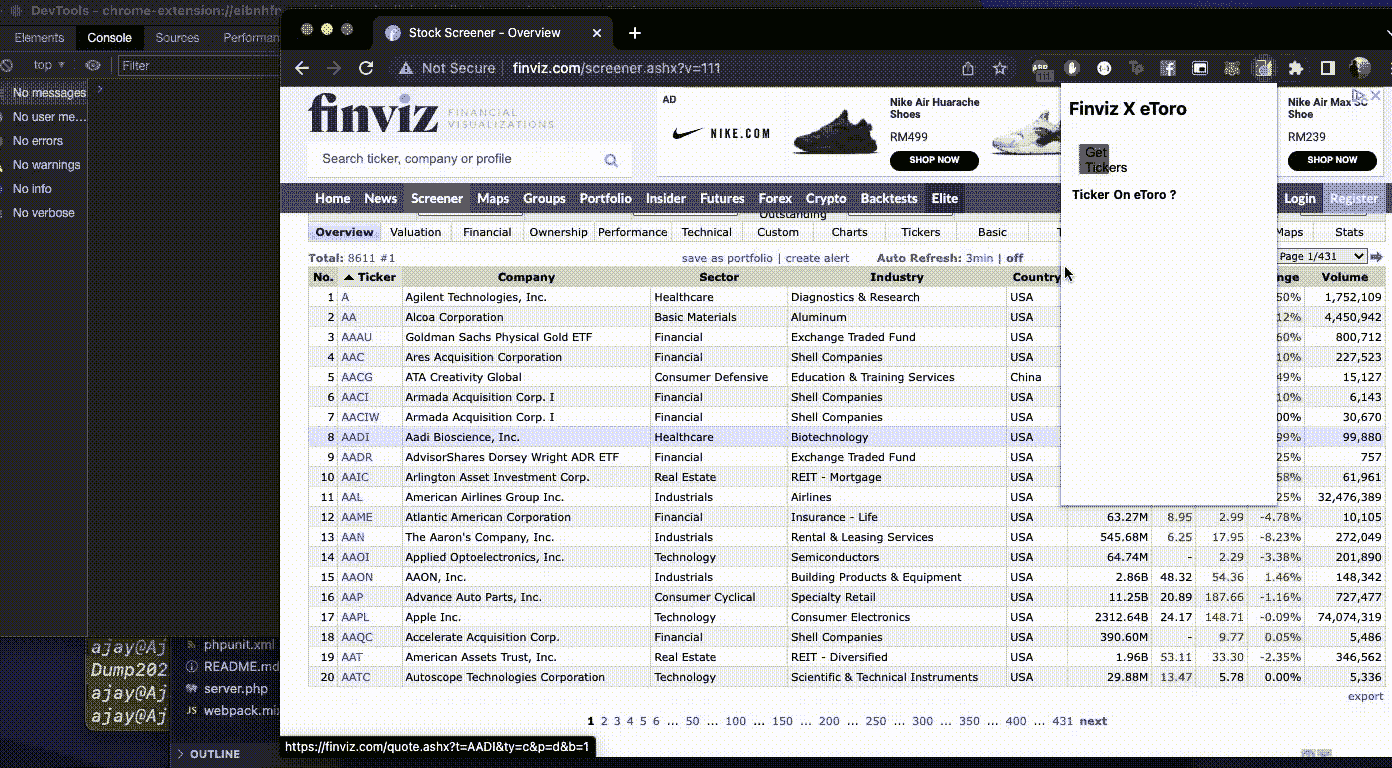 DevTools - chrome-extension://eibnhfn
Elements Console Sources Performan
top Filter
No messages
No user me...
No errors
No warnings
No info
No verbose
ajay@Aj
Dump202
ajay@Aj
ajay@Aj
phpunit.xml
README.md
server.php
JS webpack.mix
OUTLINE
Stock Screener - Overview
Not Secure finviz.com/screener.ashx?v=111
finviz FINANCIAL VISUALIZATIONS
Search ticker, company or profile
AD
NIKE.COM
Nike Air Huarache Shoes
RM499
SHOP NOW
Nike Air Max SC Shoe
RM239
SHOP NOW
Finviz X eToro
Get Tickers
Ticker On eToro ?
Home News Screener Maps Groups Portfolio Insider Futures Forex Crypto Backtests Elite Login Register
Outstanding
Overview Valuation Financial Ownership Performance Technical Custom Charts Tickers Basic T Maps Stats
Total: 8611 #1 save as portfolio | create alert Auto Refresh: 3min | off Page 1/431
No. Ticker Company Sector Industry Country nge Volume
1 A Agilent Technologies, Inc. Healthcare Diagnostics & Research USA 50% 1,752,109
2 AA Alcoa Corporation Basic Materials Aluminum USA 12% 4,450,942
3 AAAU Goldman Sachs Physical Gold ETF Financial Exchange Traded Fund USA 60% 800,712
4 AAC Ares Acquisition Corporation Financial Shell Companies USA 10% 227,523
5 AACG ATA Creativity Global Consumer Defensive Education & Training Services China 49% 15,127
6 AACI Armada Acquisition Corp. I Financial Shell Companies USA 10% 6,143
7 AACIW Armada Acquisition Corp. I Financial Shell Companies USA 00% 30,670
8 AADI Aadi Bioscience, Inc. Healthcare Biotechnology USA 99% 99,880
9 AADR AdvisorShares Dorsey Wright ADR ETF Financial Exchange Traded Fund USA 25% 757
10 AAIC Arlington Asset Investment Corp. Real Estate REIT - Mortgage USA 58% 61,961
11 AAL American Airlines Group Inc. Industrials Airlines USA 25% 32,476,389
12 AAME Atlantic American Corporation Financial Insurance - Life USA 63.27M 8.95 2.99 -4.78% 10,105
13 AAN The Aaron's Company, Inc. Industrials Rental & Leasing Services USA 545.68M 6.25 17.95 -8.23% 272,049
14 AAOI Applied Optoelectronics, Inc. Technology Semiconductors USA 64.74M - 2.29 -3.38% 201,890
15 AAON AAON, Inc. Industrials Building Products & Equipment USA 2.86B 48.32 54.36 1.46% 148,342
16 AAP Advance Auto Parts, Inc. Consumer Cyclical Specialty Retail USA 11.25B 20.89 187.66 -1.16% 727,477
17 AAPL Apple Inc. Technology Consumer Electronics USA 2312.64B 24.17 148.71 -0.09% 74,074,319
18 AAQC Accelerate Acquisition Corp. Financial Shell Companies USA 390.60M - 9.77 0.05% 5,486
19 AAT American Assets Trust, Inc. Real Estate REIT - Diversified USA 1.96B 53.11 33.30 -2.35% 346,562
20 AATC Autoscope Technologies Corporation Technology Scientific & Technical Instruments USA 29.88M 13.47 5.78 0.00% 5,336
export
1 2 3 4 5 6 ... 50 ... 100 ... 150 ... 200 ... 250 ... 300 ... 350 ... 400 ... 431 next
https://finviz.com/quote.ashx?t=AADI&ty=c&p=d&b=1